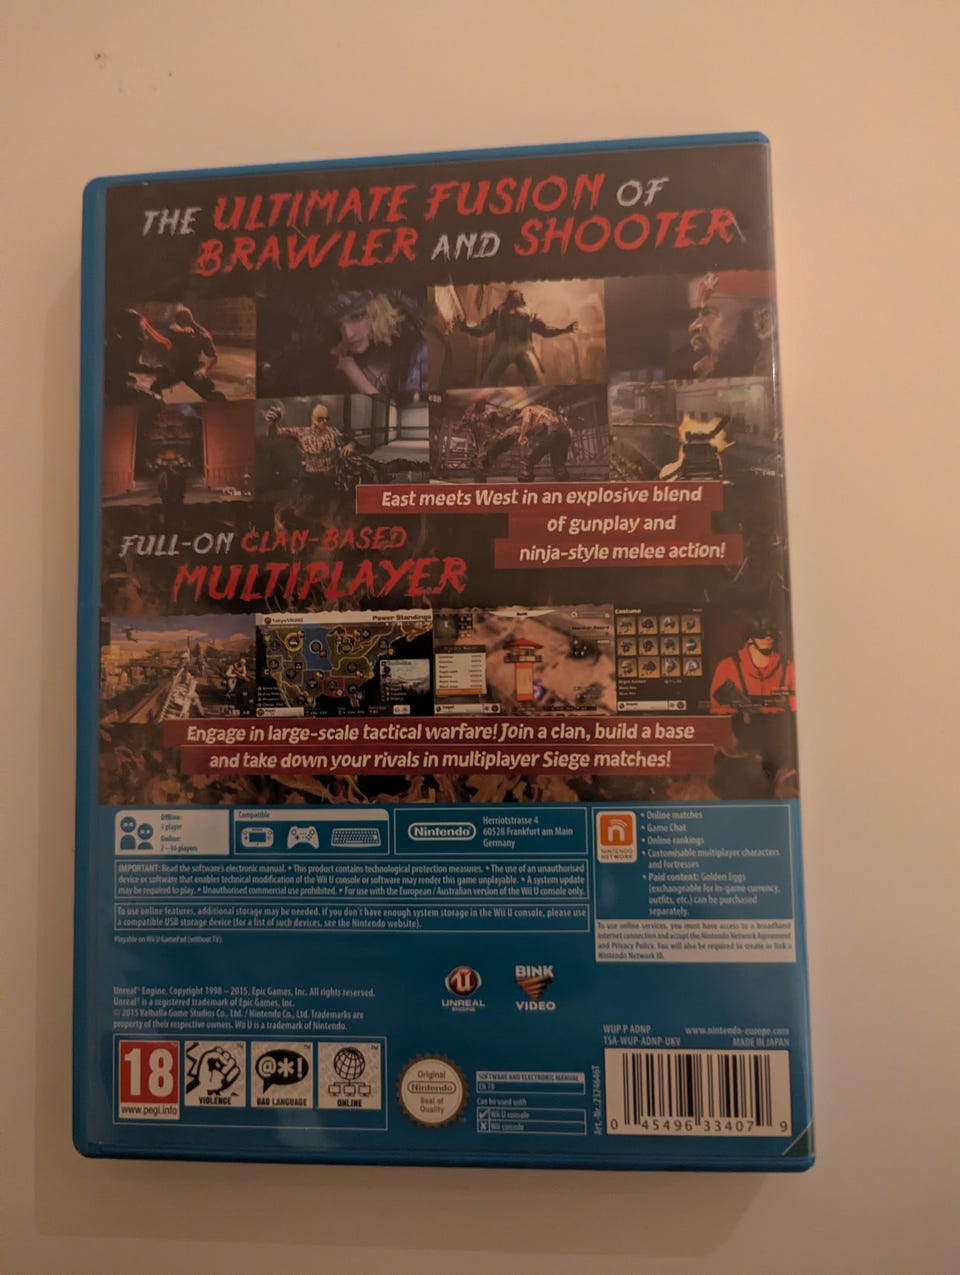 THE ULTIMATE FUSION OF
BRAWLER AND SHOOTER
East meets West in an explosive blend
of gunplay and
ninja-style melee action!
FULL-ON CLAN-BASED
MULTIPLAYER
Power Standings
Costume
Engage in large-scale tactical warfare! Join a clan, build a base
and take down your rivals in multiplayer Siege matches!
Offline:
1 player
Online:
2 - 16 players
Compatible
Nintendo
Herriotstrasse 4
60528 Frankfurt am Main
Germany
NINTENDO
NETWORK
• Online matches
• Game Chat
• Online rankings
• Customisable multiplayer characters
and fortresses
• Paid content: Golden Eggs
(exchangeable for in-game currency,
outfits, etc.) can be purchased
separately.
To use online services, you must have access to a broadband
internet connection and accept the Nintendo Network Agreement
and Privacy Policy. You will also be required to create or link a
Nintendo Network ID.
IMPORTANT: Read the software's electronic manual. • This product contains technological protection measures. • The use of an unauthorised
device or software that enables technical modification of the Wii U console or software may render this game unplayable. • A system update
may be required to play. • Unauthorised commercial use prohibited. • For use with the European / Australian version of the Wii U console only.
To use online features, additional storage may be needed. If you don't have enough system storage in the Wii U console, please use
a compatible USB storage device (for a list of such devices, see the Nintendo website).
Playable on Wii U GamePad (without TV).
UNREAL
ENGINE
BINK
VIDEO
Unreal® Engine, Copyright 1998 – 2015, Epic Games, Inc. All rights reserved.
Unreal® is a registered trademark of Epic Games, Inc.
© 2015 Valhalla Game Studios Co., Ltd. / Nintendo Co., Ltd. Trademarks are
property of their respective owners. Wii U is a trademark of Nintendo.
18
www.pegi.info
VIOLENCE
@*!
BAD LANGUAGE
ONLINE
Original
Nintendo
Seal of
Quality
SOFTWARE AND ELECTRONIC MANUAL
EN FR
Can be used with
Wii U console
Wii console
WUP P ADNP
TSA-WUP-ADNP-UKV
www.nintendo-europe.com
MADE IN JAPAN
Art.-Nr.: 2324646T
0 45496 33407 9